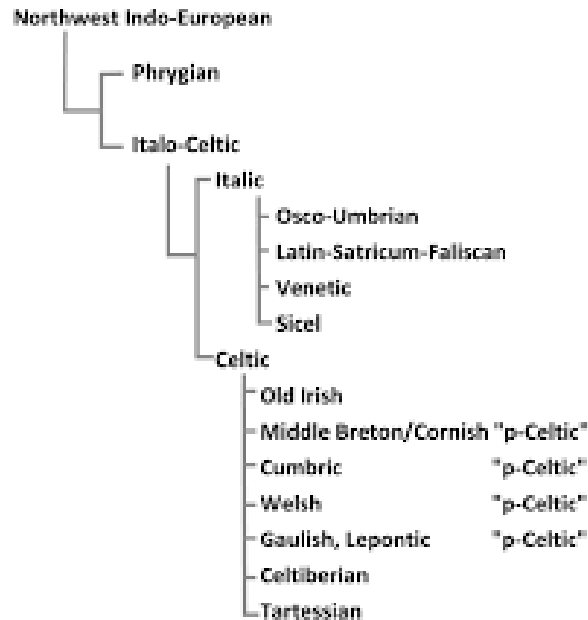 Northwest Indo-European
Phrygian
Italo-Celtic
Italic
Osco-Umbrian
Latin-Satricum-Faliscan
Venetic
Sicel
Celtic
Old Irish
Middle Breton/Cornish "p-Celtic"
Cumbric "p-Celtic"
Welsh "p-Celtic"
Gaulish, Lepontic "p-Celtic"
Celtiberian
Tartessian